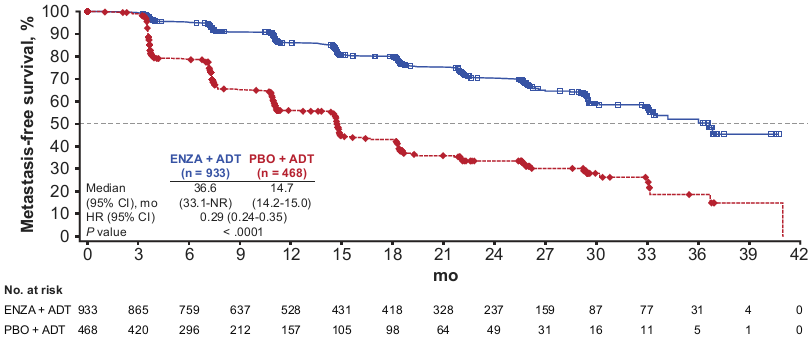 Metastasis-free survival, %
100
90
80
70
60
50
40
30
20
10
0
ENZA + ADT PBO + ADT
(n = 933) (n = 468)
Median 36.6 14.7
(95% CI), mo (33.1-NR) (14.2-15.0)
HR (95% CI) 0.29 (0.24-0.35)
P value < .0001
0 3 6 9 12 15 18 21 24 27 30 33 36 39 42
mo
No. at risk
ENZA + ADT 933 865 759 637 528 431 418 328 237 159 87 77 31 4 0
PBO + ADT 468 420 296 212 157 105 98 64 49 31 16 11 5 1 0